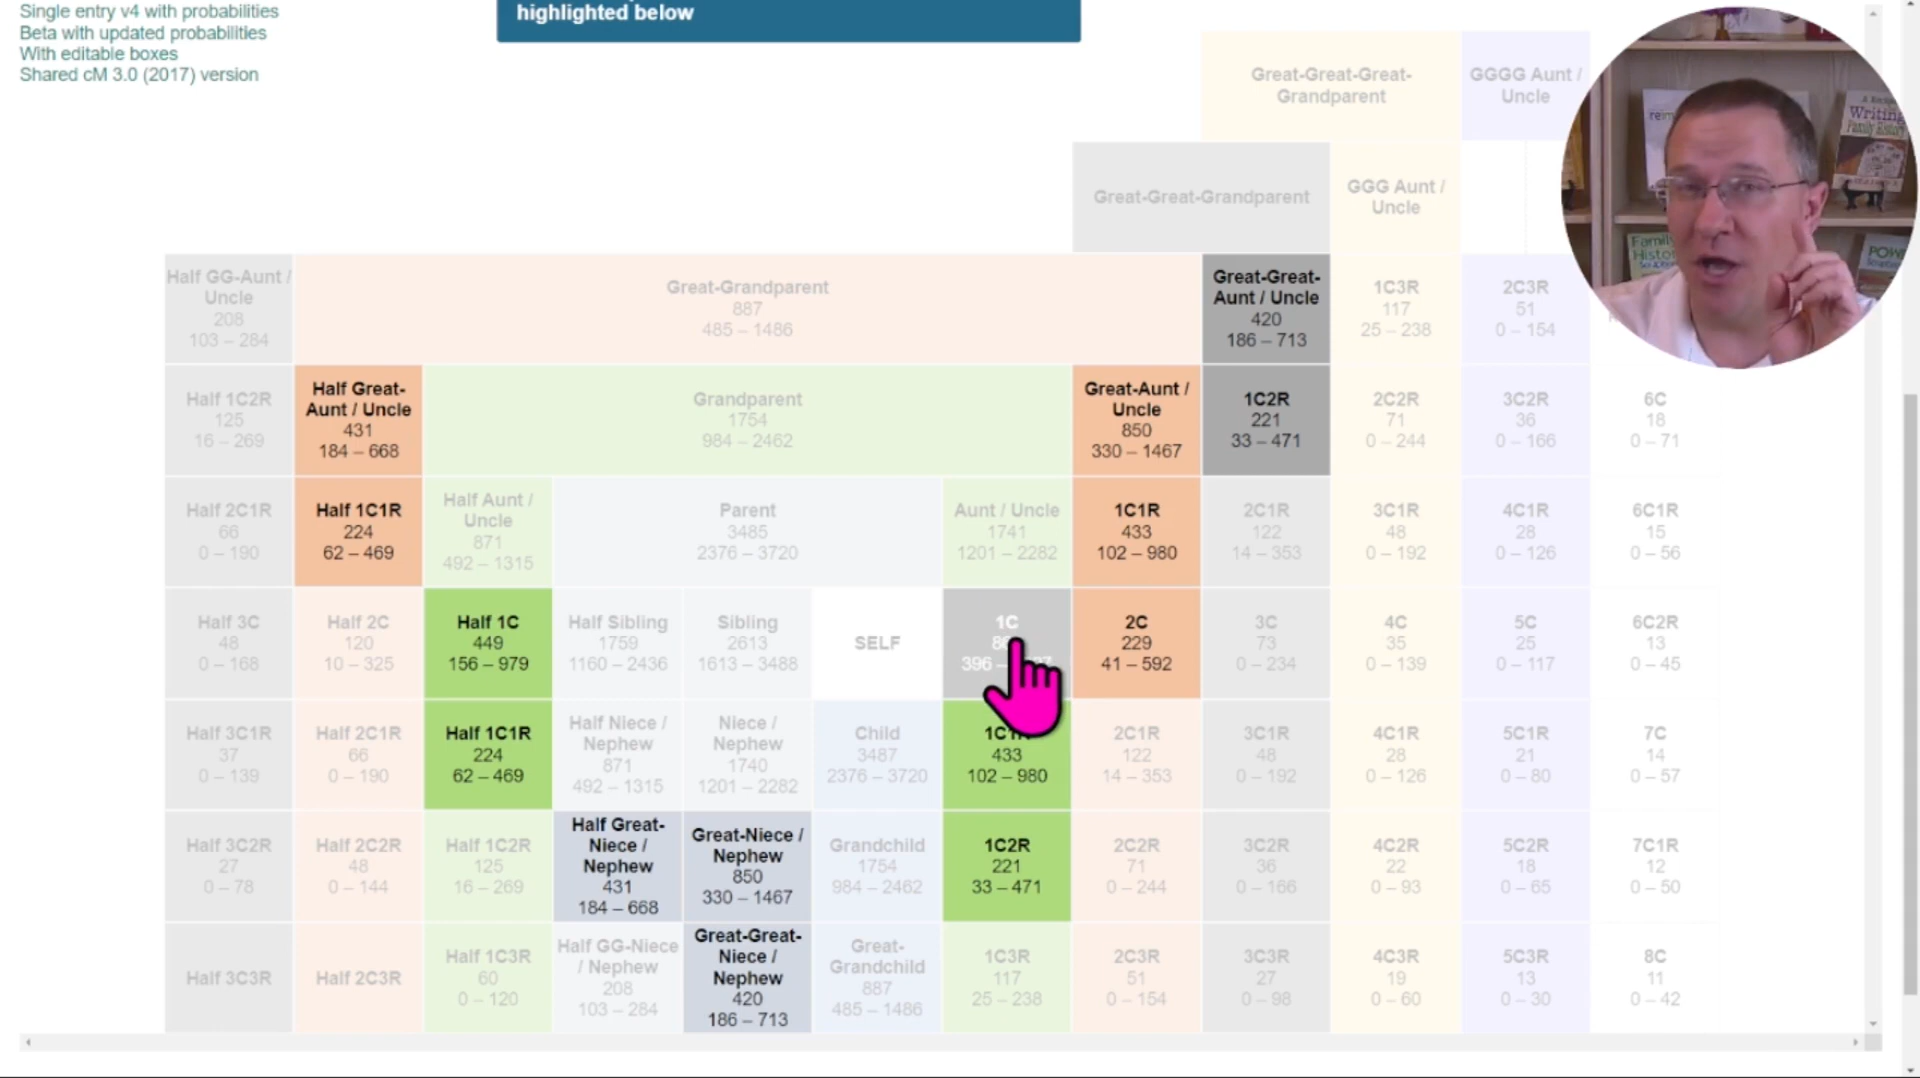 Single entry v4 with probabilities
Beta with updated probabilities
With editable boxes
Shared cM 3.0 (2017) version
highlighted below
Great-Great-Great-
Grandparent
GGGG Aunt /
Uncle
Great-Great-Grandparent
GGG Aunt /
Uncle
Half GG-Aunt /
Uncle
208
103 – 284
Great-Grandparent
887
485 – 1486
Great-Great-
Aunt / Uncle
420
186 – 713
1C3R
117
25 – 238
2C3R
51
0 – 154
Half 1C2R
125
16 – 269
Half Great-
Aunt / Uncle
431
184 – 668
Grandparent
1754
984 – 2462
Great-Aunt /
Uncle
850
330 – 1467
1C2R
221
33 – 471
2C2R
71
0 – 244
3C2R
36
0 – 166
6C
18
0 – 71
Half 2C1R
66
0 – 190
Half 1C1R
224
62 – 469
Half Aunt /
Uncle
871
492 – 1315
Parent
3485
2376 – 3720
Aunt / Uncle
1741
1201 – 2282
1C1R
433
102 – 980
2C1R
122
14 – 353
3C1R
48
0 – 192
4C1R
28
0 – 126
6C1R
15
0 – 56
Half 3C
48
0 – 168
Half 2C
120
10 – 325
Half 1C
449
156 – 979
Half Sibling
1759
1160 – 2436
Sibling
2613
1613 – 3488
SELF
1C
396 –
2C
229
41 – 592
3C
73
0 – 234
4C
35
0 – 139
5C
25
0 – 117
6C2R
13
0 – 45
Half 3C1R
37
0 – 139
Half 2C1R
66
0 – 190
Half 1C1R
224
62 – 469
Half Niece /
Nephew
871
492 – 1315
Niece /
Nephew
1740
1201 – 2282
Child
3487
2376 – 3720
1C1R
433
102 – 980
2C1R
122
14 – 353
3C1R
48
0 – 192
4C1R
28
0 – 126
5C1R
21
0 – 80
7C
14
0 – 57
Half 3C2R
27
0 – 78
Half 2C2R
48
0 – 144
Half 1C2R
125
16 – 269
Half Great-
Niece /
Nephew
431
184 – 668
Great-Niece /
Nephew
850
330 – 1467
Grandchild
1754
984 – 2462
1C2R
221
33 – 471
2C2R
71
0 – 244
3C2R
36
0 – 166
4C2R
22
0 – 93
5C2R
18
0 – 65
7C1R
12
0 – 50
Half 3C3R
Half 2C3R
Half 1C3R
60
0 – 120
Half GG-Niece
/ Nephew
208
103 – 284
Great-Great-
Niece /
Nephew
420
186 – 713
Great-
Grandchild
887
485 – 1486
1C3R
117
25 – 238
2C3R
51
0 – 154
3C3R
27
0 – 98
4C3R
19
0 – 60
5C3R
13
0 – 30
8C
11
0 – 42
Writing
Family History
Family
Histo
POW